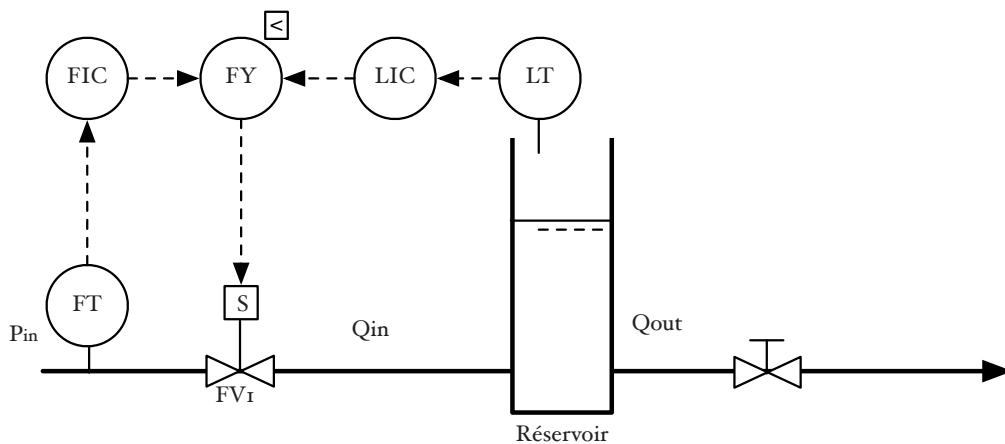 <
FIC
FY
LIC
LT
FT
S
Pin
Qin
Qout
FV1
Réservoir